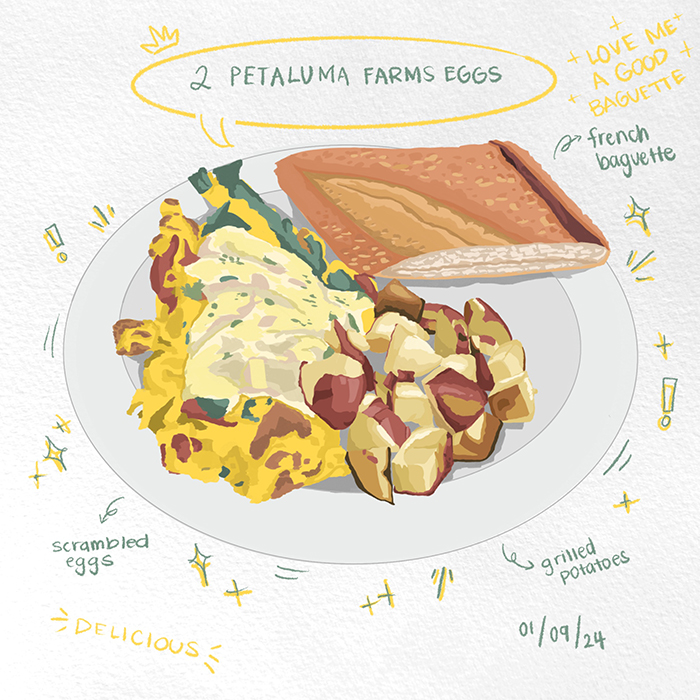 2 PETALUMA FARMS EGGS
LOVE ME
A GOOD
BAGUETTE
french
baguette
scrambled
eggs
grilled
potatoes
DELICIOUS
01/09/24